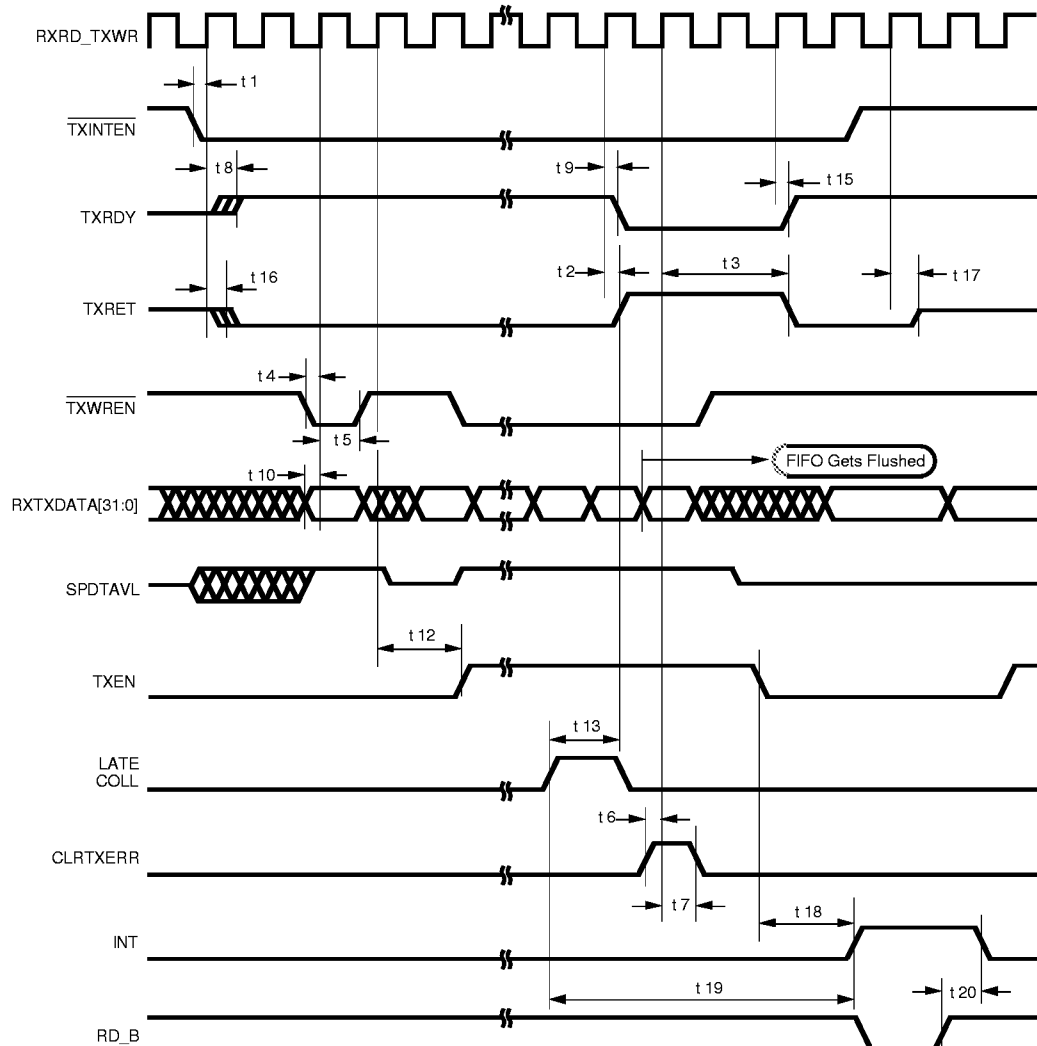 RXRD_TXWR
t 1
TXINTEN
t 8
t 9
t 15
TXRDY
t 16
t 2
t 3
t 17
TXRET
t 4
TXWREN
t 5
t 10
FIFO Gets Flushed
RXTXDATA[31:0]
SPDTAVL
t 12
TXEN
t 13
LATE
COLL
t 6
CLRTXERR
t 7
t 18
INT
t 19
t 20
RD_B